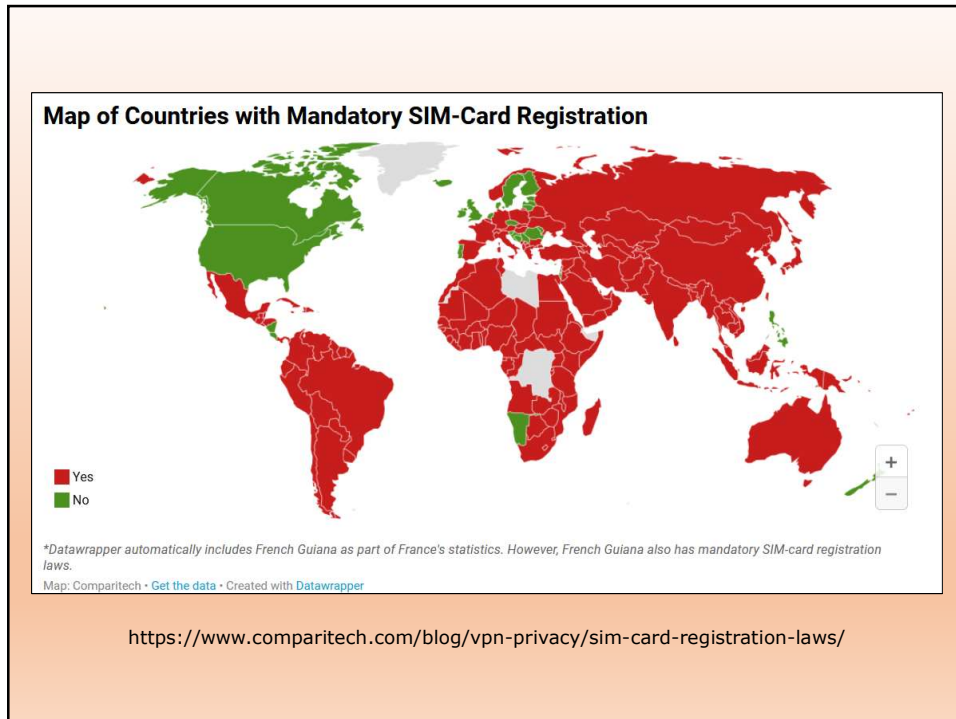 Map of Countries with Mandatory SIM-Card Registration
Yes
No
+
−
*Datawrapper automatically includes French Guiana as part of France's statistics. However, French Guiana also has mandatory SIM-card registration
laws.
Map: Comparitech • Get the data • Created with Datawrapper
https://www.comparitech.com/blog/vpn-privacy/sim-card-registration-laws/